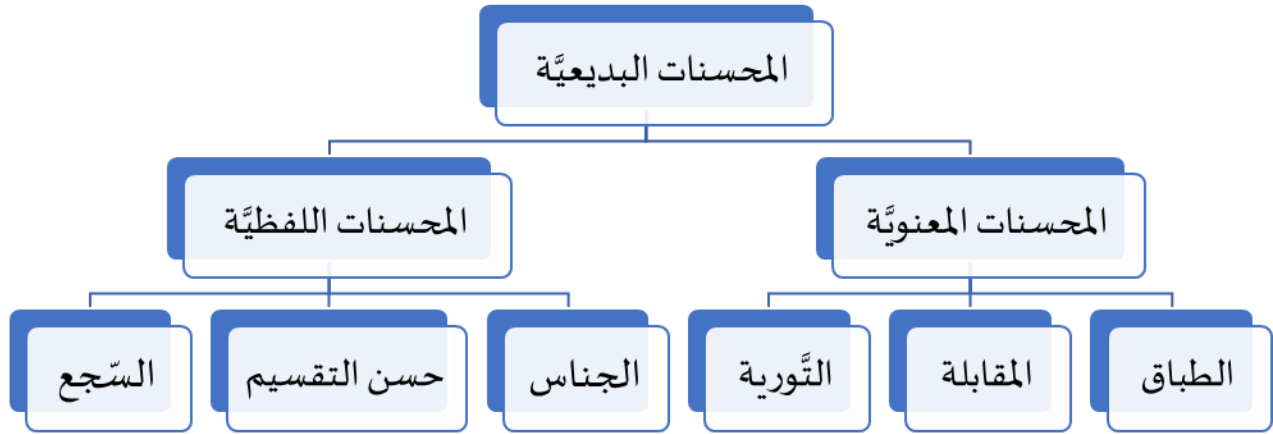 المحسنات البديعيَّة
المحسنات المعنويَّة
المحسنات اللفظيَّة
الطباق
المقابلة
التَّورية
الجناس
حسن التقسيم
السّجع